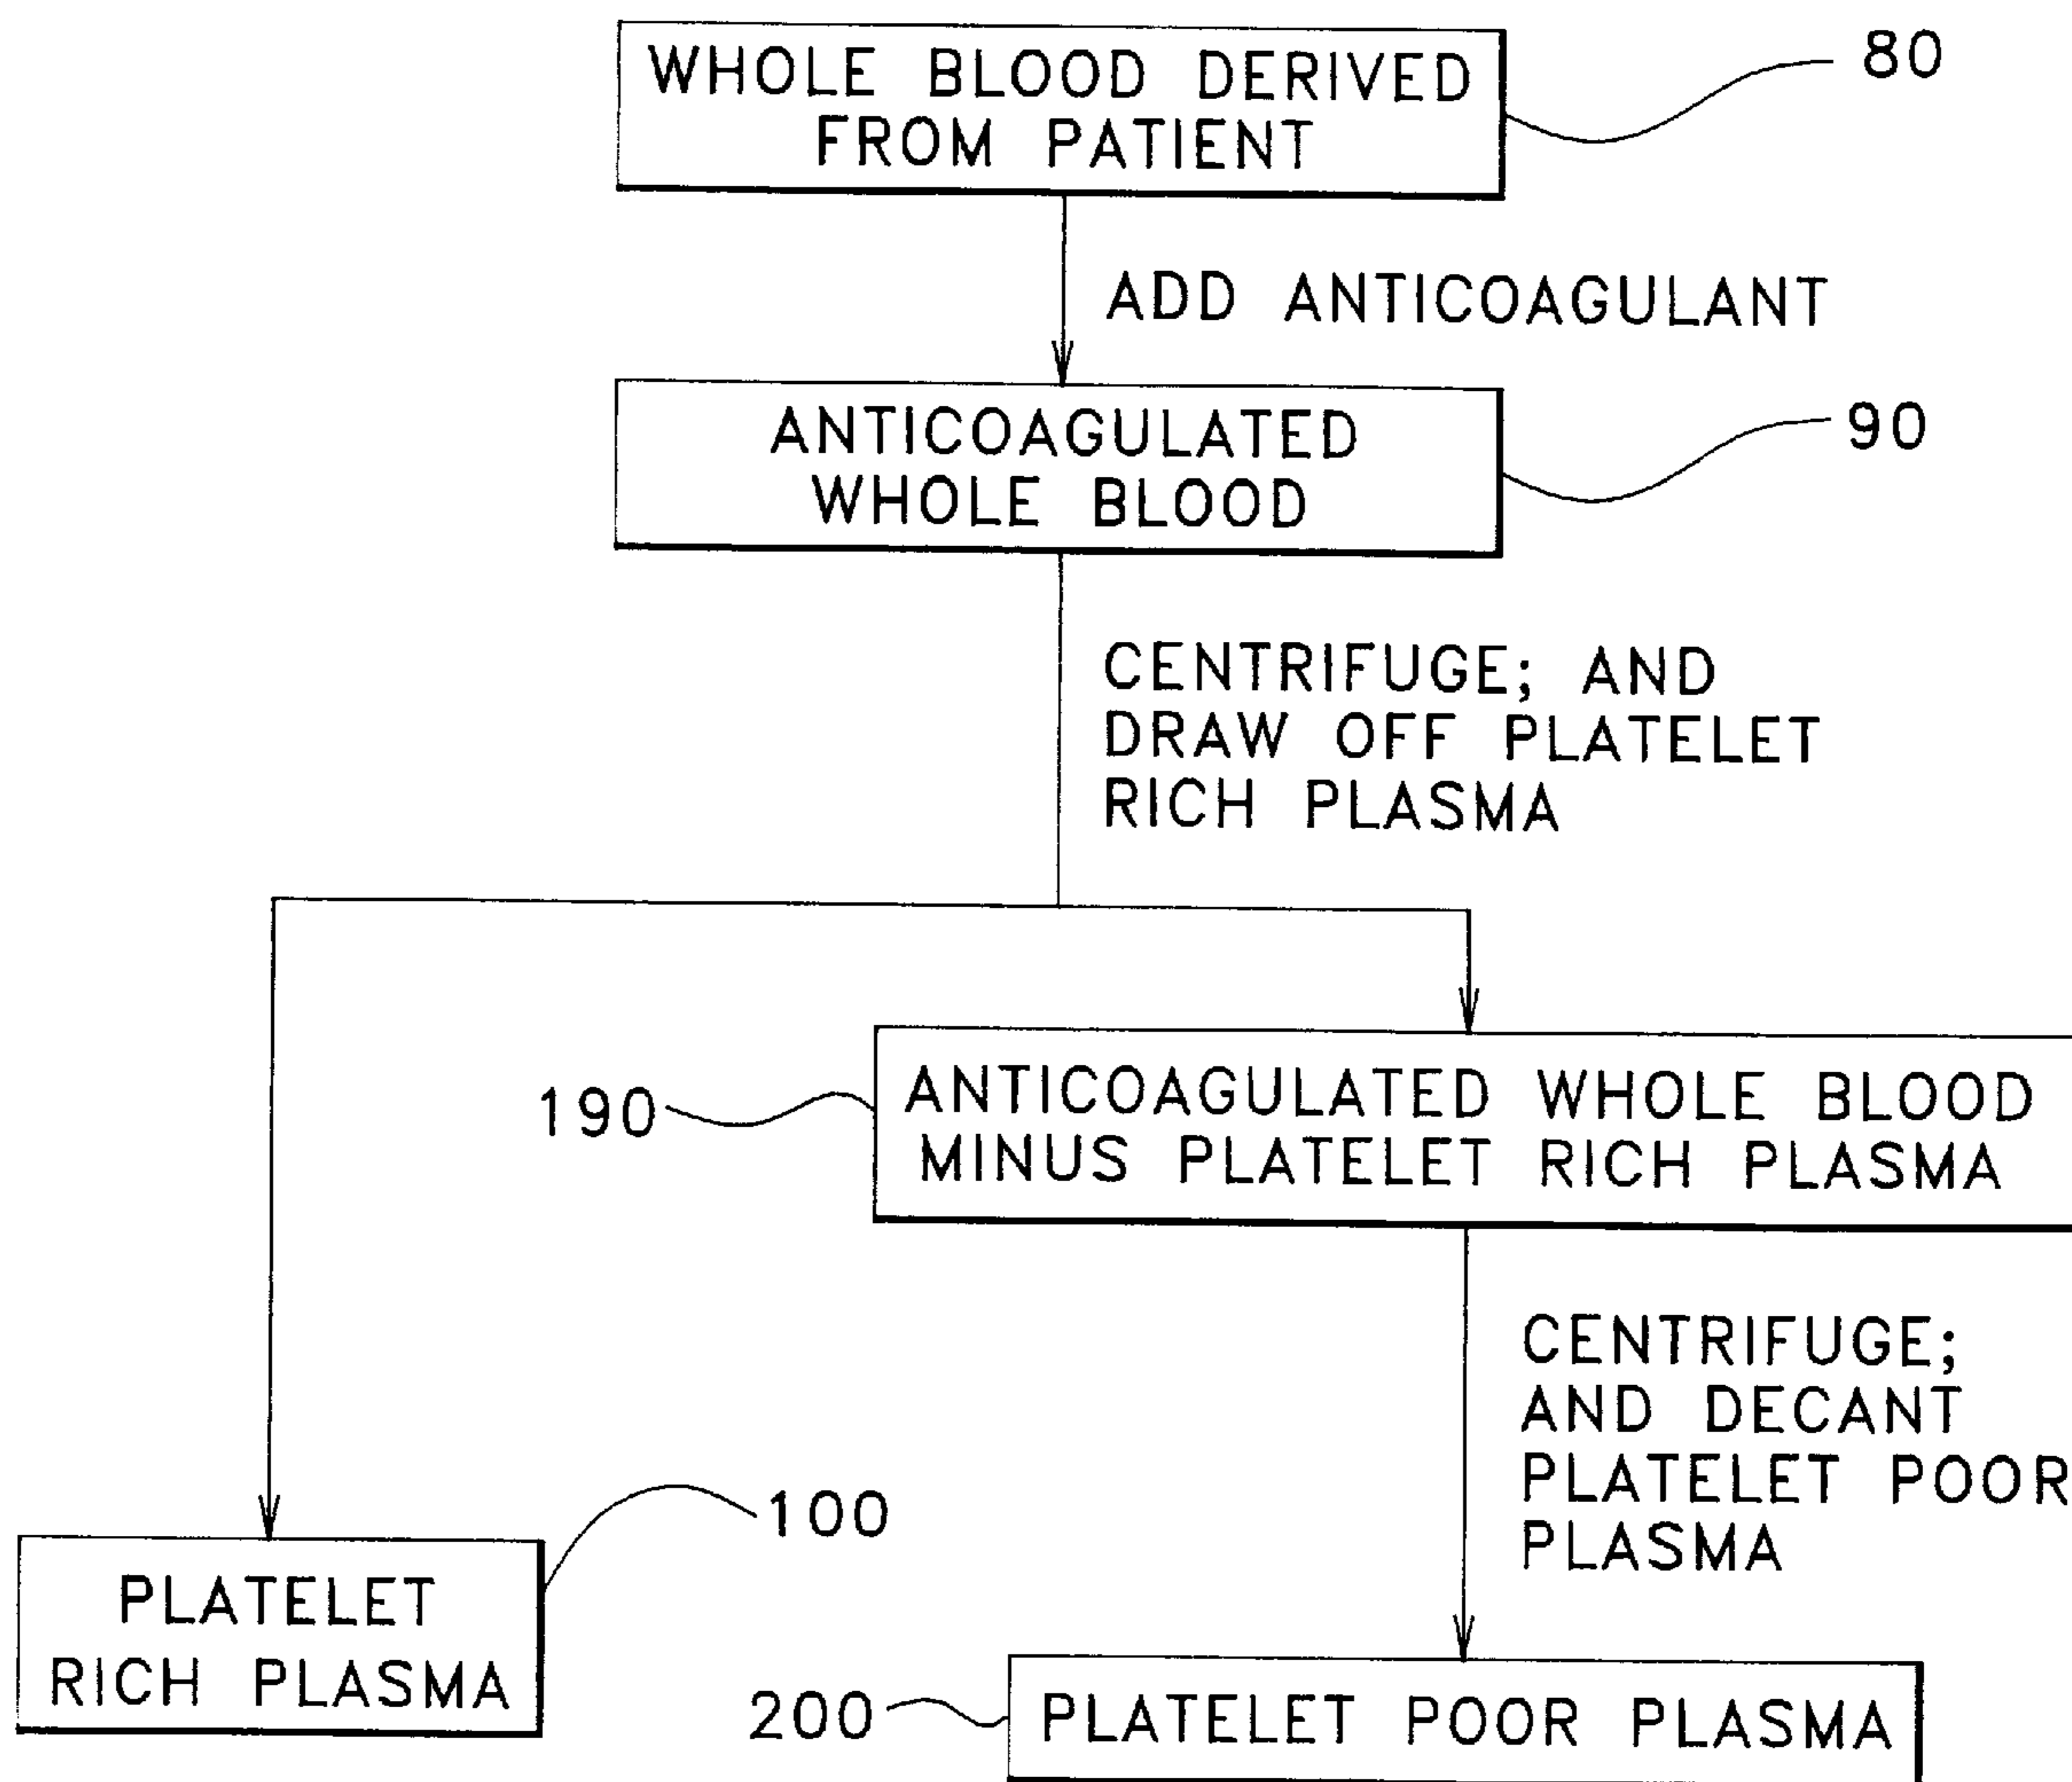 WHOLE BLOOD DERIVED
FROM PATIENT
80
ADD ANTICOAGULANT
ANTICOAGULATED
WHOLE BLOOD
90
CENTRIFUGE; AND
DRAW OFF PLATELET
RICH PLASMA
190
ANTICOAGULATED WHOLE BLOOD
MINUS PLATELET RICH PLASMA
CENTRIFUGE;
AND DECANT
PLATELET POOR
PLASMA
100
PLATELET
RICH PLASMA
200
PLATELET POOR PLASMA